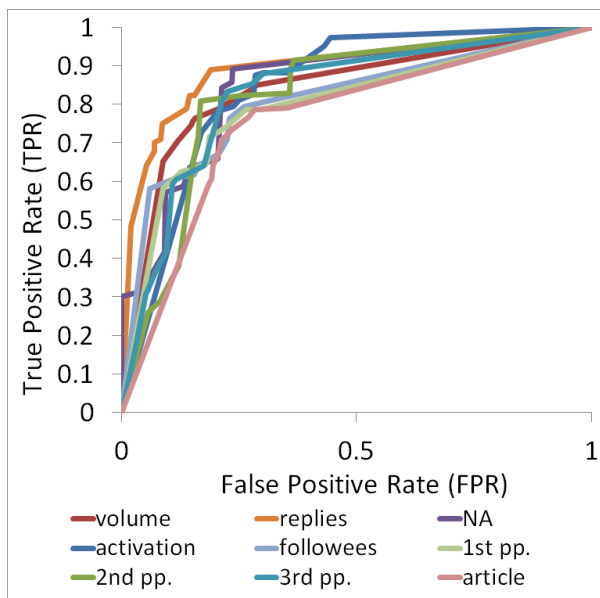 True Positive Rate (TPR)
1
0.9
0.8
0.7
0.6
0.5
0.4
0.3
0.2
0.1
0
0 0.5 1
False Positive Rate (FPR)
volume replies NA
activation followees 1st pp.
2nd pp. 3rd pp. article